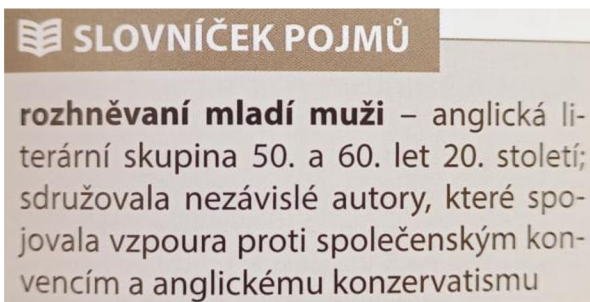 SLOVNÍČEK POJMŮ
rozhněvaní mladí muži – anglická li-
terární skupina 50. a 60. let 20. století;
sdružovala nezávislé autory, které spo-
jovala vzpoura proti společenským kon-
vencím a anglickému konzervatismu